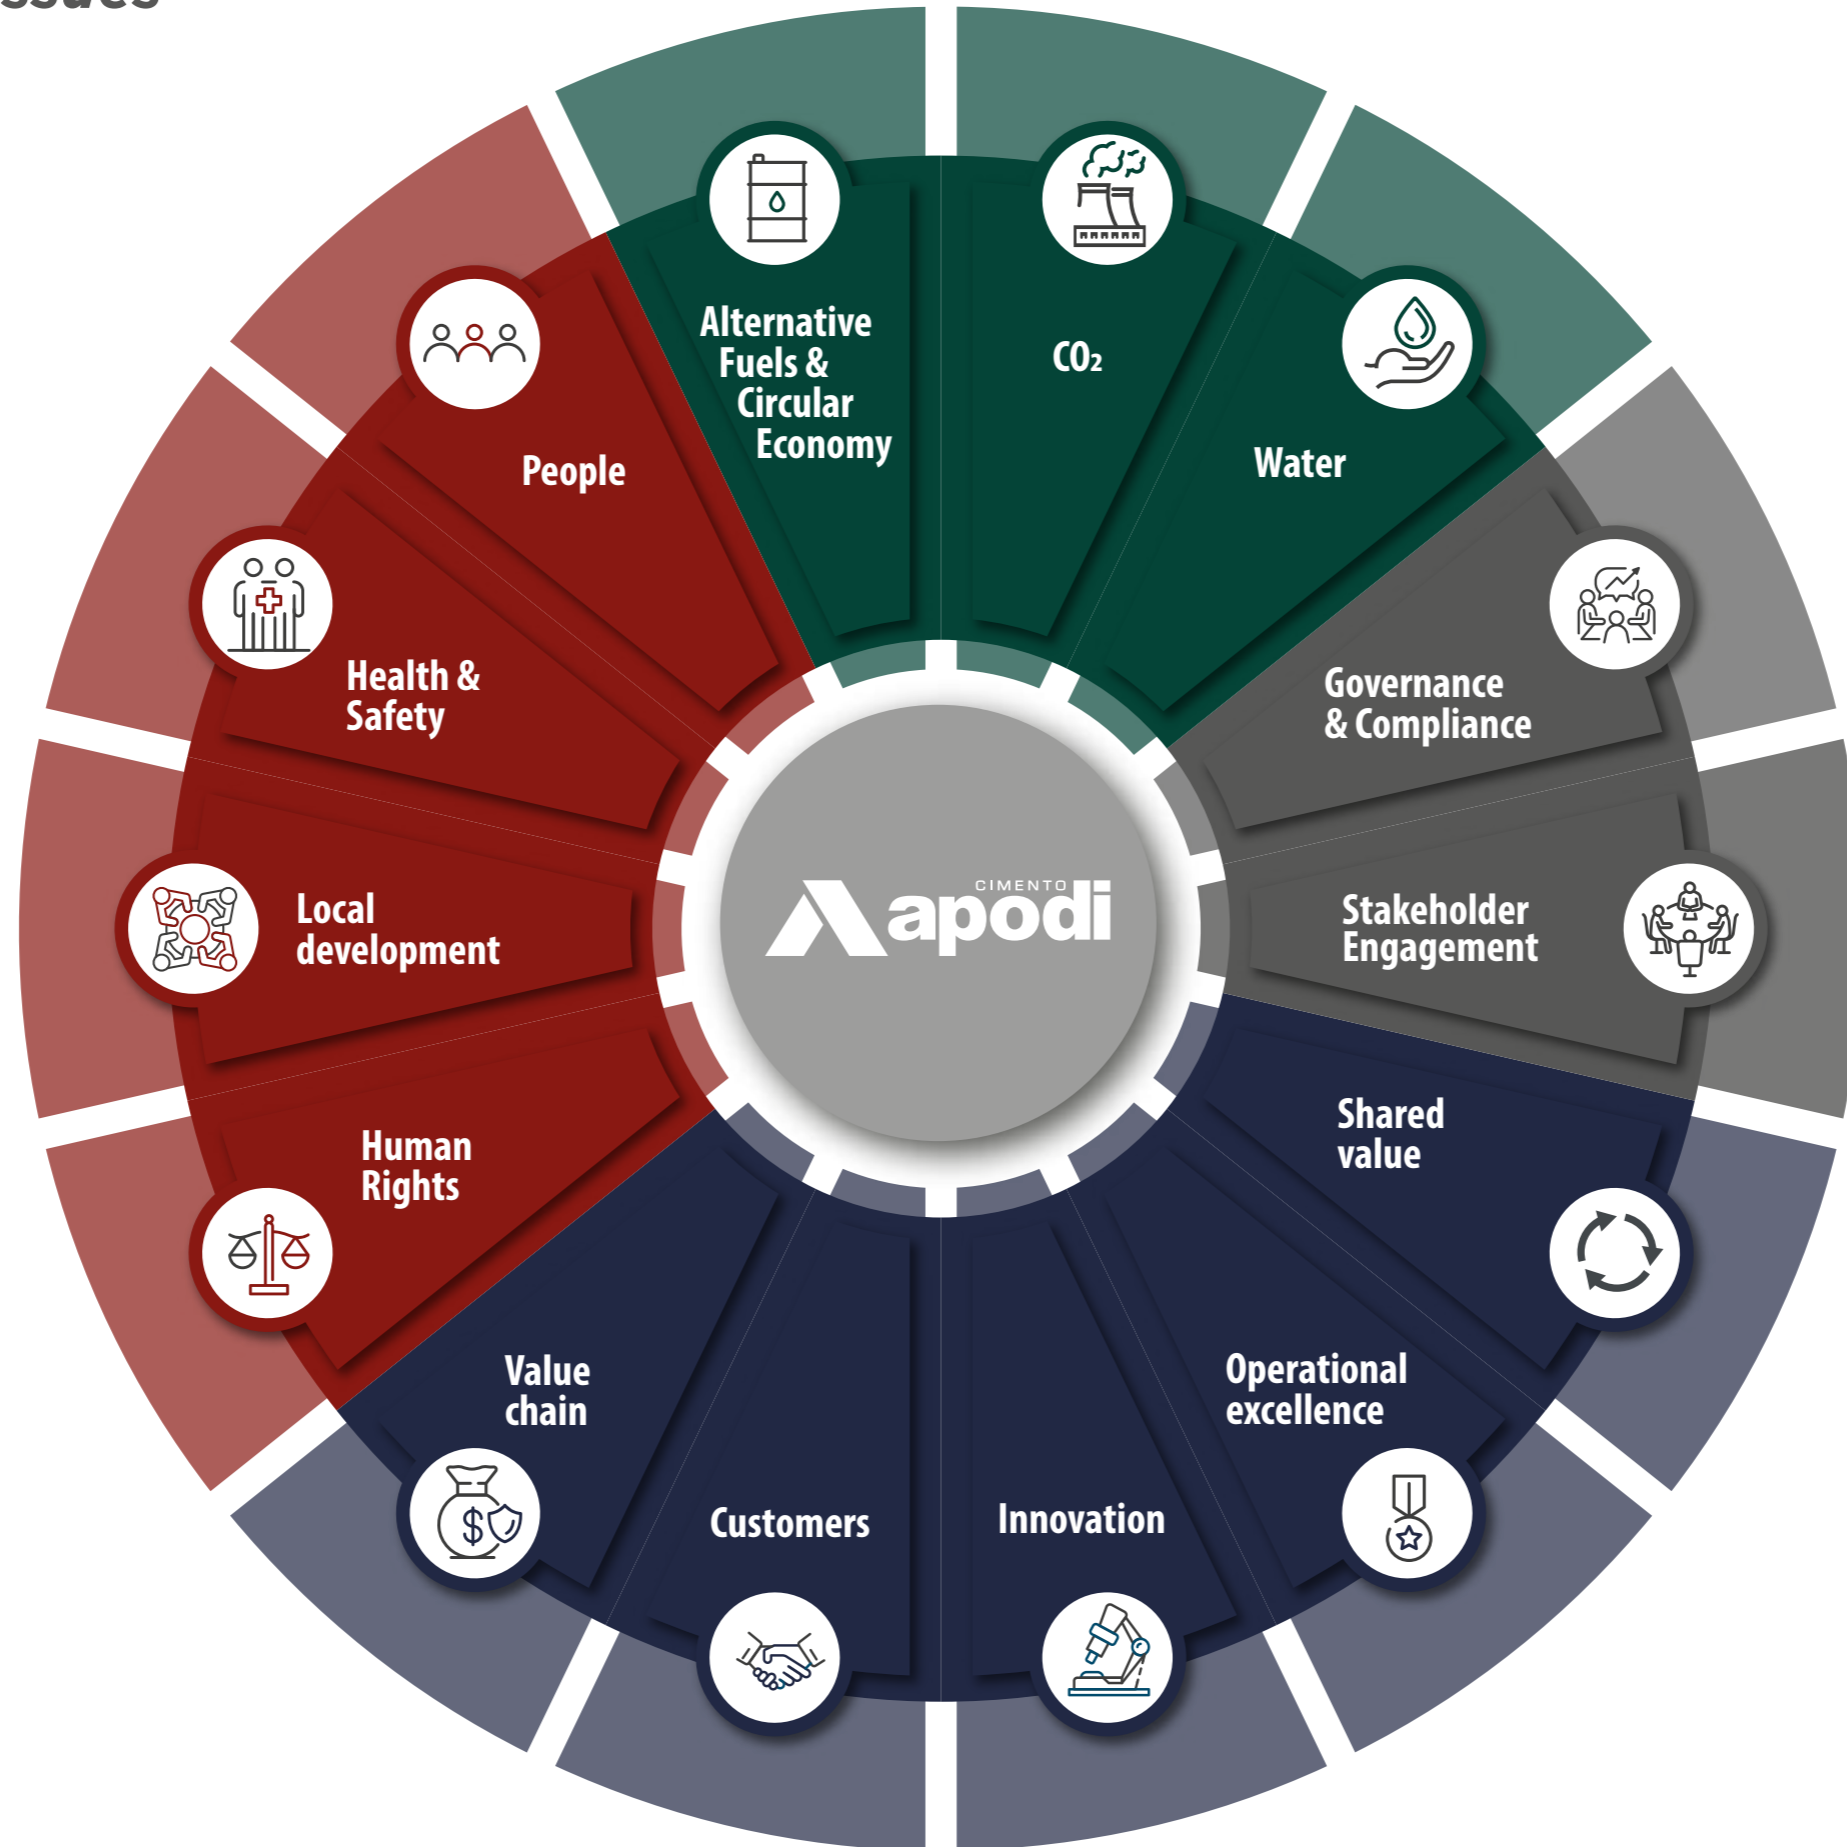 Alternative
Fuels &
Circular
Economy
CO₂
Water
Governance
& Compliance
Stakeholder
Engagement
Shared
value
Operational
excellence
Innovation
Customers
Value
chain
Human
Rights
Local
development
Health &
Safety
People
CIMENTO
apodi
$